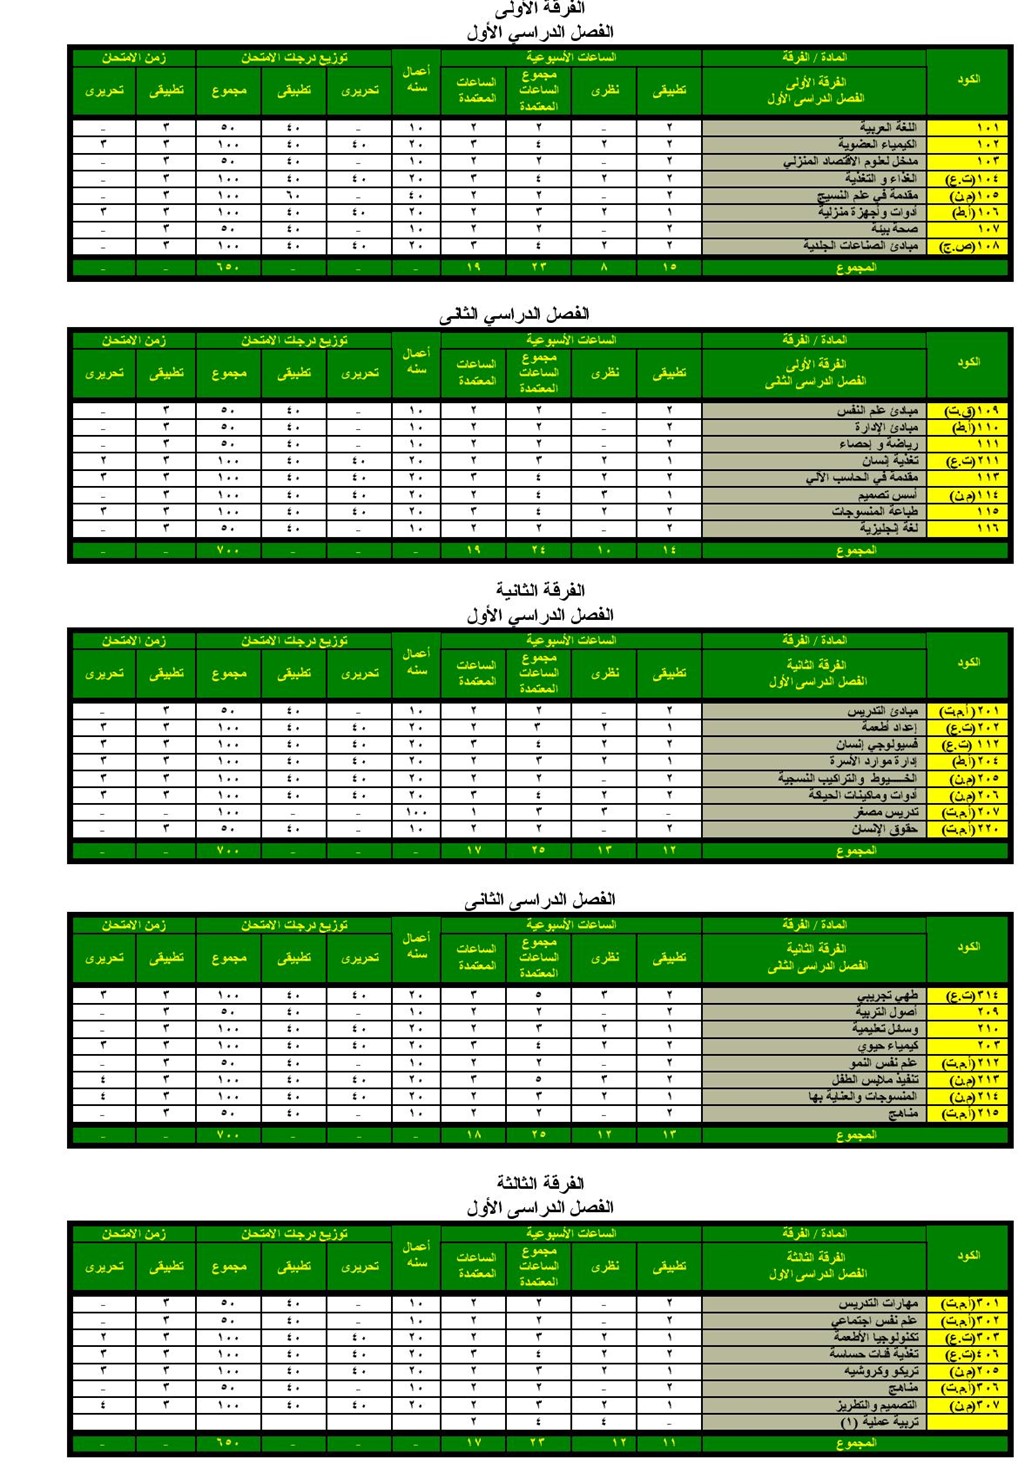 الفرقة الأولى
الفصل الدراسي الأول
الكود المادة / الفرقة الساعات الأسبوعية أعمال سنه توزيع درجات الامتحان زمن الامتحان
الفرقة الأولى الفصل الدراسى الأول تطبيقى نظرى مجموع الساعات المعتمدة الساعات المعتمدة تحريرى تطبيقى مجموع تطبيقى تحريرى
١٠١ اللغة العربية ٢ - ٢ ٢ ١٠ - ٤٠ ٥٠ ٣ -
١٠٢ الكيمياء العضوية ٢ ٢ ٤ ٣ ٢٠ ٤٠ ٤٠ ١٠٠ ٣ ٣
١٠٣ مدخل لعلوم الاقتصاد المنزلي ٢ - ٢ ٢ ١٠ - ٤٠ ٥٠ ٣ -
١٠٤(ت.ع) الغذاء و التغذية ٢ ٢ ٤ ٣ ٢٠ ٤٠ ٤٠ ١٠٠ ٣ -
١٠٥(م.ن) مقدمة في علم النسيج ٢ - ٢ ٢ ٤٠ - ٦٠ ١٠٠ ٣ -
١٠٦(أ.ط) أدوات وأجهزة منزلية ١ ٢ ٣ ٢ ٢٠ ٤٠ ٤٠ ١٠٠ ٣ ٣
١٠٧ صحة بيئة ٢ - ٢ ٢ ١٠ - ٤٠ ٥٠ ٣ -
١٠٨(ص.ج) مبادئ الصناعات الجلدية ٢ ٢ ٤ ٣ ٢٠ ٤٠ ٤٠ ١٠٠ ٣ -
المجموع ١٥ ٨ ٢٣ ١٩ - - - ٦٥٠ - -
الفصل الدراسي الثانى
الكود المادة / الفرقة الساعات الأسبوعية أعمال سنه توزيع درجات الامتحان زمن الامتحان
الفرقة الأولى الفصل الدراسى الثانى تطبيقى نظرى مجموع الساعات المعتمدة الساعات المعتمدة تحريرى تطبيقى مجموع تطبيقى تحريرى
١٠٩(ق.ت) مبادئ علم النفس ٢ - ٢ ٢ ١٠ - ٤٠ ٥٠ ٣ -
١١٠(أ.ط) مبادئ الإدارة ٢ - ٢ ٢ ١٠ - ٤٠ ٥٠ ٣ -
١١١ رياضة و إحصاء ٢ - ٢ ٢ ١٠ - ٤٠ ٥٠ ٣ -
٢١١(ت.ع) تغذية إنسان ١ ٢ ٣ ٢ ٢٠ ٤٠ ٤٠ ١٠٠ ٣ ٢
١١٣ مقدمة في الحاسب الآلي ٢ ٢ ٤ ٣ ٢٠ ٤٠ ٤٠ ١٠٠ ٣ ٣
١١٤(م.ن) أسس تصميم ١ ٣ ٤ ٢ ٢٠ ٤٠ ٤٠ ١٠٠ ٣ -
١١٥ طباعة المنسوجات ٢ ٢ ٤ ٣ ٢٠ ٤٠ ٤٠ ١٠٠ ٣ ٣
١١٦ لغة إنجليزية ٢ - ٢ ٢ ١٠ - ٤٠ ٥٠ ٣ -
المجموع ١٤ ١٠ ٢٤ ١٩ - - - ٧٠٠ - -
الفرقة الثانية
الفصل الدراسي الأول
الكود المادة / الفرقة الساعات الأسبوعية أعمال سنه توزيع درجات الامتحان زمن الامتحان
الفرقة الثانية الفصل الدراسى الأول تطبيقى نظرى مجموع الساعات المعتمدة الساعات المعتمدة تحريرى تطبيقى مجموع تطبيقى تحريرى
٢٠١(أ.م.ت) مبادئ التدريس ٢ - ٢ ٢ ١٠ - ٤٠ ٥٠ ٣ -
٢٠٢(ت.ع) إعداد أطعمة ١ ٢ ٣ ٢ ٢٠ ٤٠ ٤٠ ١٠٠ ٣ ٣
١١٢ (ت.ع) فسيولوجي إنسان ٢ ٢ ٤ ٣ ٢٠ ٤٠ ٤٠ ١٠٠ ٣ ٣
٢٠٤(أ.ط) إدارة موارد الأسرة ١ ٢ ٣ ٢ ٢٠ ٤٠ ٤٠ ١٠٠ ٣ ٣
٢٠٥(م.ن) الخيوط والتراكيب النسجية ٢ - ٢ ٢ ٢٠ ٤٠ ٤٠ ١٠٠ ٣ ٣
٢٠٦(م.ن) أدوات وماكينات الحياكة ٢ ٢ ٤ ٣ ٢٠ ٤٠ ٤٠ ١٠٠ ٣ ٣
٢٠٧(أ.م.ت) تدريس مصغر - ٣ ٣ ١ ١٠٠ - - ١٠٠ - -
٢٢٠(أ.م.ت) حقوق الإنسان ٢ - ٢ ٢ ١٠ - ٤٠ ٥٠ ٣ -
المجموع ١٢ ١٣ ٢٥ ١٧ - - - ٧٠٠ - -
الفصل الدراسى الثانى
الكود المادة / الفرقة الساعات الأسبوعية أعمال سنه توزيع درجات الامتحان زمن الامتحان
الفرقة الثانية الفصل الدراسى الثانى تطبيقى نظرى مجموع الساعات المعتمدة الساعات المعتمدة تحريرى تطبيقى مجموع تطبيقى تحريرى
٣١٤(ت.ع) طهي تجريبي ٢ ٣ ٥ ٣ ٢٠ ٤٠ ٤٠ ١٠٠ ٣ ٣
٢٠٩ أصول التربية ٢ - ٢ ٢ ١٠ - ٤٠ ٥٠ ٣ -
٢١٠ وسائل تعليمية ١ ٢ ٣ ٢ ٢٠ ٤٠ ٤٠ ١٠٠ ٣ -
٢٠٣ كيمياء حيوي ٢ ٢ ٤ ٣ ٢٠ ٤٠ ٤٠ ١٠٠ ٣ ٣
٢١٢(أ.م.ت) علم نفس النمو ٢ - ٢ ٢ ١٠ - ٤٠ ٥٠ ٣ -
٢١٣(م.ن) تنفيذ ملابس الطفل ٢ ٣ ٥ ٣ ٢٠ ٤٠ ٤٠ ١٠٠ ٣ ٤
٢١٤(م.ن) المنسوجات والعناية بها ١ ٢ ٣ ٢ ٢٠ ٤٠ ٤٠ ١٠٠ ٣ ٤
٢١٥(أ.م.ت) مناهج ٢ - ٢ ٢ ١٠ - ٤٠ ٥٠ ٣ -
المجموع ١٣ ١٢ ٢٥ ١٨ - - - ٧٠٠ - -
الفرقة الثالثة
الفصل الدراسى الأول
الكود المادة / الفرقة الساعات الأسبوعية أعمال سنه توزيع درجات الامتحان زمن الامتحان
الفرقة الثالثة الفصل الدراسى الاول تطبيقى نظرى مجموع الساعات المعتمدة الساعات المعتمدة تحريرى تطبيقى مجموع تطبيقى تحريرى
٣٠١(أ.م.ت) مهارات التدريس ٢ - ٢ ٢ ١٠ - ٤٠ ٥٠ ٣ -
٣٠٢(أ.م.ت) علم نفس اجتماعي ٢ - ٢ ٢ ١٠ - ٤٠ ٥٠ ٣ -
٣٠٣(ت.ع) تكنولوجيا الأطعمة ١ ٢ ٣ ٢ ٢٠ ٤٠ ٤٠ ١٠٠ ٣ ٢
٤٠٦(ت.ع) تغذية فئات حساسة ٢ ٢ ٤ ٣ ٢٠ ٤٠ ٤٠ ١٠٠ ٣ ٣
٢٠٥(م.ن) تريكو وكروشيه ١ ٢ ٣ ٢ ٢٠ ٤٠ ٤٠ ١٠٠ ٣ ٣
٣٠٦(أ.م.ت) مناهج ٢ - ٢ ٢ ١٠ - ٤٠ ٥٠ ٣ -
٣٠٧(م.ن) التصميم والتطريز ١ ٢ ٣ ٢ ٢٠ ٤٠ ٤٠ ١٠٠ ٣ ٤
تربية عملية (١) - ٤ ٤ ٢
المجموع ١١ ١٢ ٢٣ ١٧ - - - ٦٥٠ - -